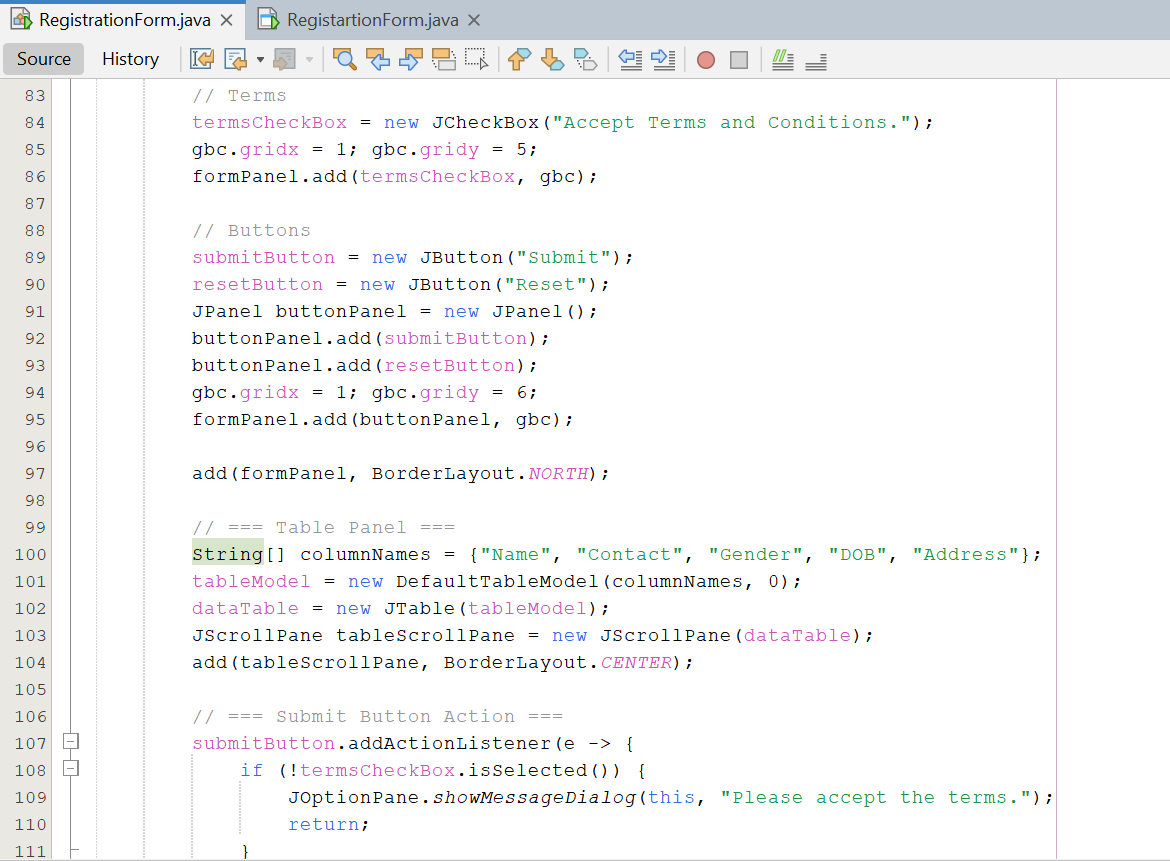 RegistrationForm.java × RegistartionForm.java ×
Source History
83 // Terms
84 termsCheckBox = new JCheckBox("Accept Terms and Conditions.");
85 gbc.gridx = 1; gbc.gridy = 5;
86 formPanel.add(termsCheckBox, gbc);
87
88 // Buttons
89 submitButton = new JButton("Submit");
90 resetButton = new JButton("Reset");
91 JPanel buttonPanel = new JPanel();
92 buttonPanel.add(submitButton);
93 buttonPanel.add(resetButton);
94 gbc.gridx = 1; gbc.gridy = 6;
95 formPanel.add(buttonPanel, gbc);
96
97 add(formPanel, BorderLayout.NORTH);
98
99 // === Table Panel ===
100 String[] columnNames = {"Name", "Contact", "Gender", "DOB", "Address"};
101 tableModel = new DefaultTableModel(columnNames, 0);
102 dataTable = new JTable(tableModel);
103 JScrollPane tableScrollPane = new JScrollPane(dataTable);
104 add(tableScrollPane, BorderLayout.CENTER);
105
106 // === Submit Button Action ===
107 submitButton.addActionListener(e -> {
108 if (!termsCheckBox.isSelected()) {
109 JOptionPane.showMessageDialog(this, "Please accept the terms.");
110 return;
111 }